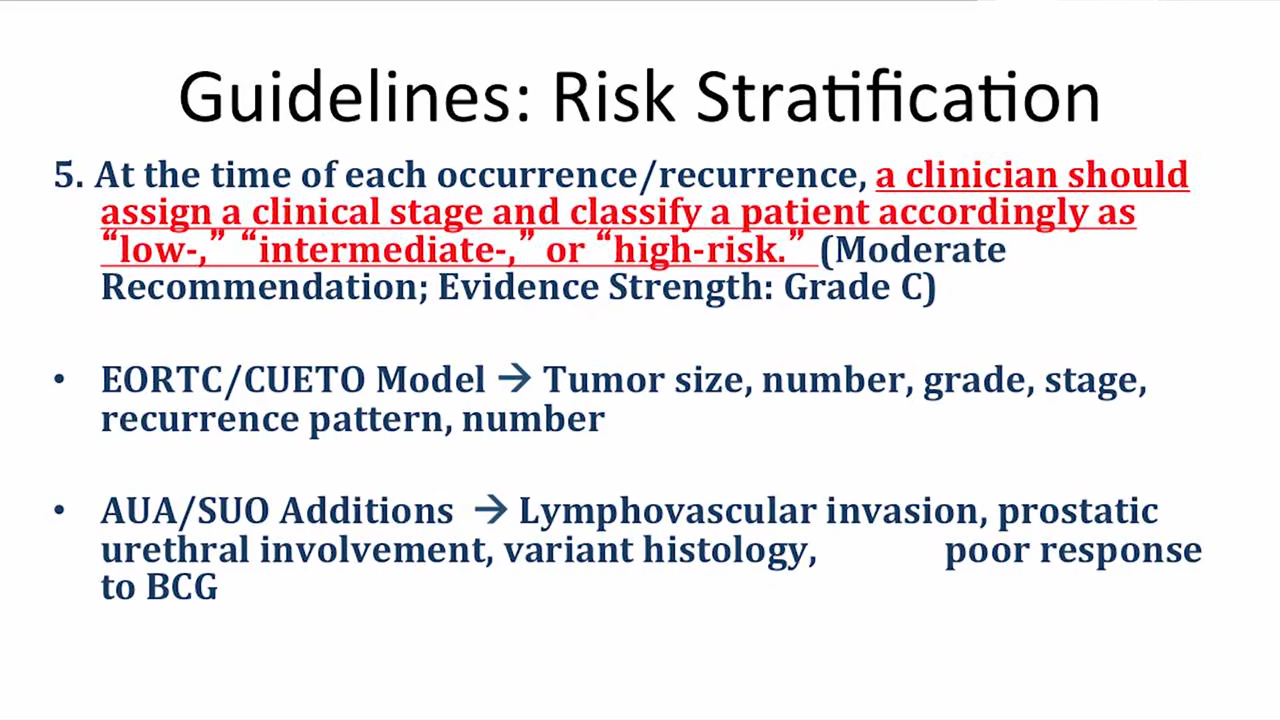 Guidelines: Risk Stratification
5. At the time of each occurrence/recurrence, a clinician should
assign a clinical stage and classify a patient accordingly as
“low-,” “intermediate-,” or “high-risk.” (Moderate
Recommendation; Evidence Strength: Grade C)
• EORTC/CUETO Model → Tumor size, number, grade, stage,
recurrence pattern, number
• AUA/SUO Additions → Lymphovascular invasion, prostatic
urethral involvement, variant histology, poor response
to BCG